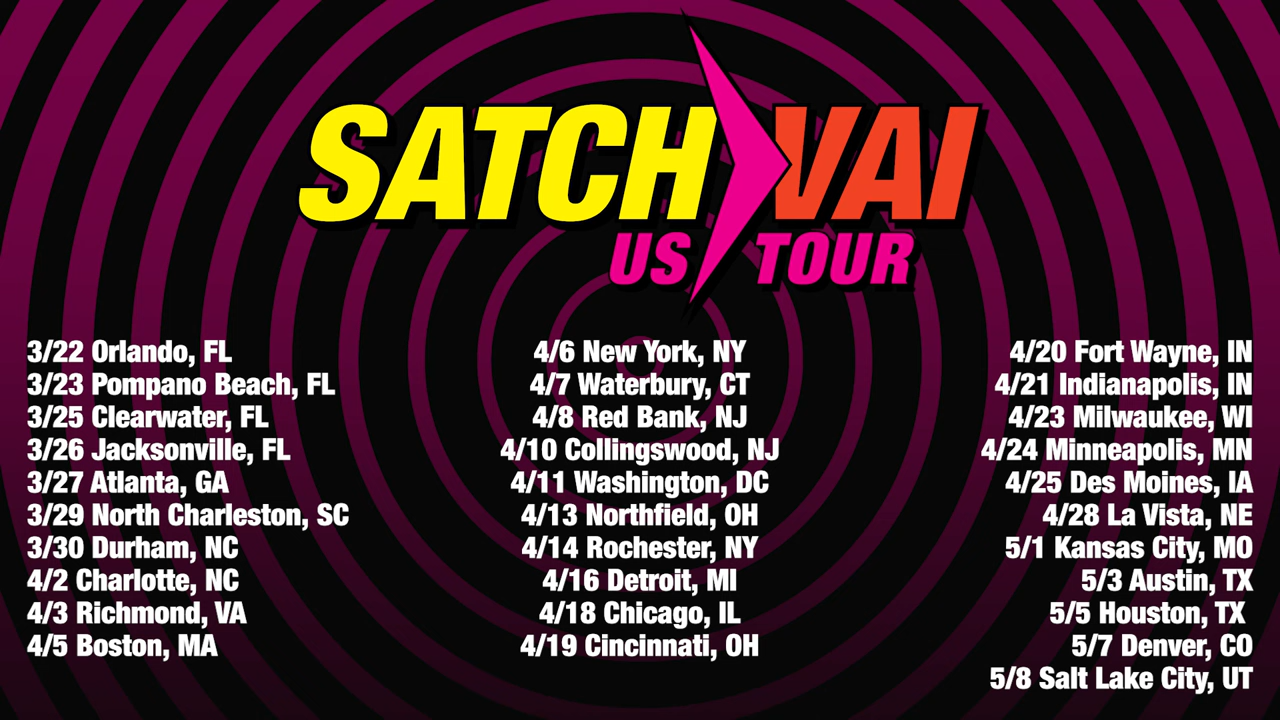 SATCH VAI
US TOUR
3/22 Orlando, FL
3/23 Pompano Beach, FL
3/25 Clearwater, FL
3/26 Jacksonville, FL
3/27 Atlanta, GA
3/29 North Charleston, SC
3/30 Durham, NC
4/2 Charlotte, NC
4/3 Richmond, VA
4/5 Boston, MA
4/6 New York, NY
4/7 Waterbury, CT
4/8 Red Bank, NJ
4/10 Collingswood, NJ
4/11 Washington, DC
4/13 Northfield, OH
4/14 Rochester, NY
4/16 Detroit, MI
4/18 Chicago, IL
4/19 Cincinnati, OH
4/20 Fort Wayne, IN
4/21 Indianapolis, IN
4/23 Milwaukee, WI
4/24 Minneapolis, MN
4/25 Des Moines, IA
4/28 La Vista, NE
5/1 Kansas City, MO
5/3 Austin, TX
5/5 Houston, TX
5/7 Denver, CO
5/8 Salt Lake City, UT